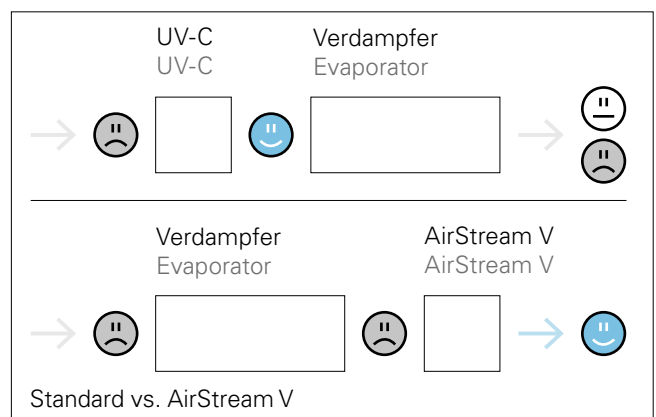 UV-C
UV-C
Verdampfer
Evaporator
Verdampfer
Evaporator
AirStream V
AirStream V
Standard vs. AirStream V